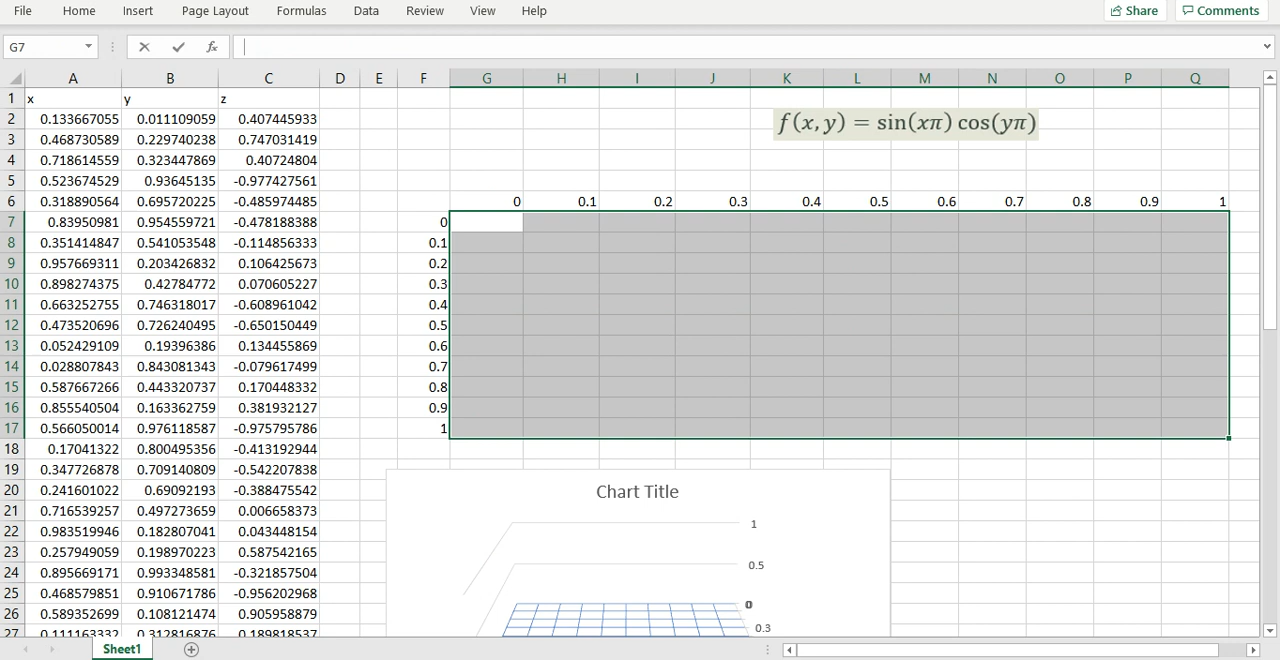 File Home Insert Page Layout Formulas Data Review View Help Share Comments
G7 fx
A B C D E F G H I J K L M N O P Q
1 x y z
2 0.133667055 0.011109059 0.407445933 f(x,y) = sin(xπ) cos(yπ)
3 0.468730589 0.229740238 0.747031419
4 0.718614559 0.323447869 0.40724804
5 0.523674529 0.93645135 -0.977427561
6 0.318890564 0.695720225 -0.485974485 0 0.1 0.2 0.3 0.4 0.5 0.6 0.7 0.8 0.9 1
7 0.83950981 0.954559721 -0.478188388 0
8 0.351414847 0.541053548 -0.114856333 0.1
9 0.957669311 0.203426832 0.106425673 0.2
10 0.898274375 0.42784772 0.070605227 0.3
11 0.663252755 0.746318017 -0.608961042 0.4
12 0.473520696 0.726240495 -0.650150449 0.5
13 0.052429109 0.19396386 0.134455869 0.6
14 0.028807843 0.843081343 -0.079617499 0.7
15 0.587667266 0.443320737 0.170448332 0.8
16 0.855540504 0.163362759 0.381932127 0.9
17 0.566050014 0.976118587 -0.975795786 1
18 0.17041322 0.800495356 -0.413192944
19 0.347726878 0.709140809 -0.542207838
20 0.241601022 0.69092193 -0.388475542 Chart Title
21 0.716539257 0.497273659 0.006658373
22 0.983519946 0.182807041 0.043448154 1
23 0.257949059 0.198970223 0.587542165
24 0.895669171 0.993348581 -0.321857504 0.5
25 0.468579851 0.910671786 -0.956202968
26 0.589352699 0.108121474 0.905958879 0
27 0.111163332 0.312816876 0.189818537 0.3
Sheet1